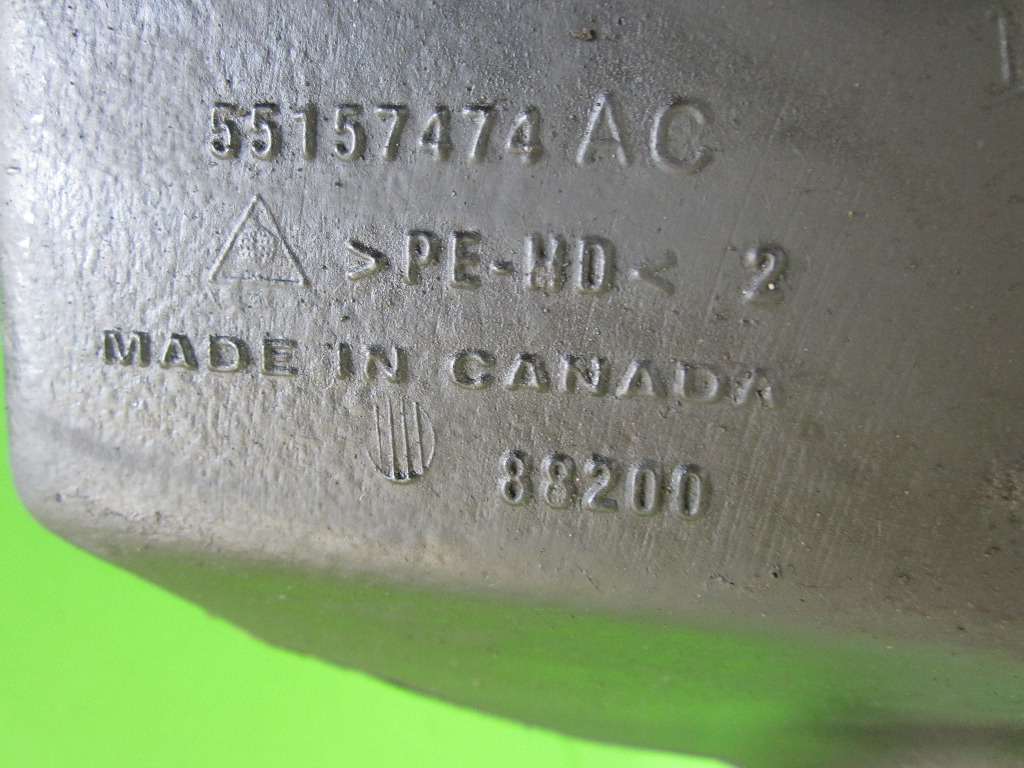 55157474 AC
>PE-HD< 2
MADE IN CANADA
88200